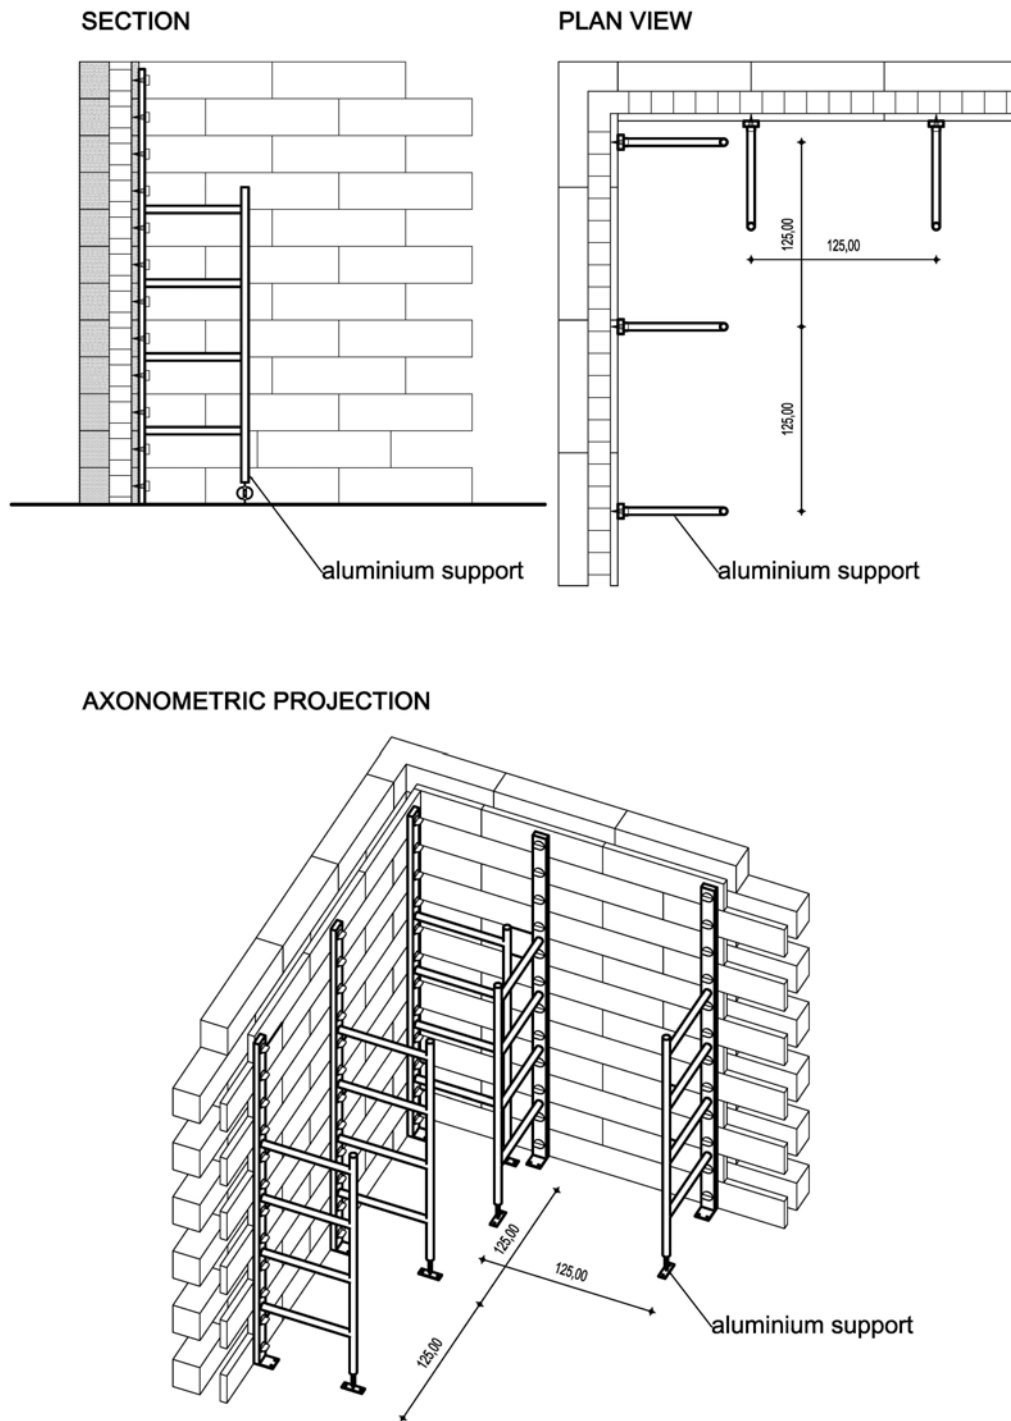 SECTION
PLAN VIEW
125,00
125,00
125,00
aluminium support
aluminium support
AXONOMETRIC PROJECTION
125,00
125,00
125,00
aluminium support